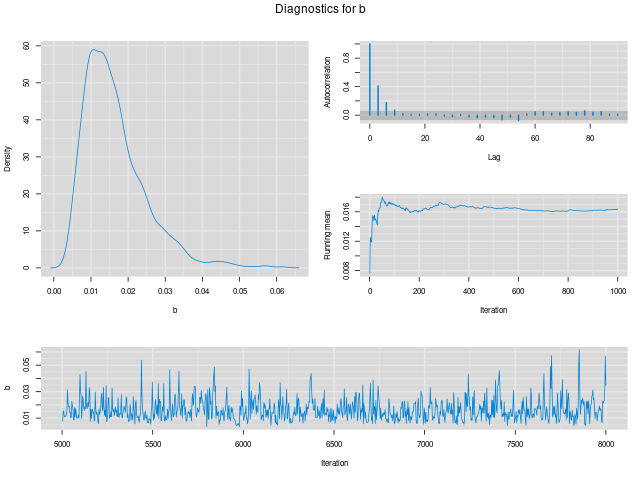 Diagnostics for b
Density
0 10 20 30 40 50 60
0.00 0.01 0.02 0.03 0.04 0.05 0.06
b
Autocorrelation
0.0 0.4 0.8
0 20 40 60 80
Lag
Running mean
0.008 0.012 0.016
0 200 400 600 800 1000
Iteration
b
0.01 0.03 0.05
5000 5500 6000 6500 7000 7500 8000
Iteration